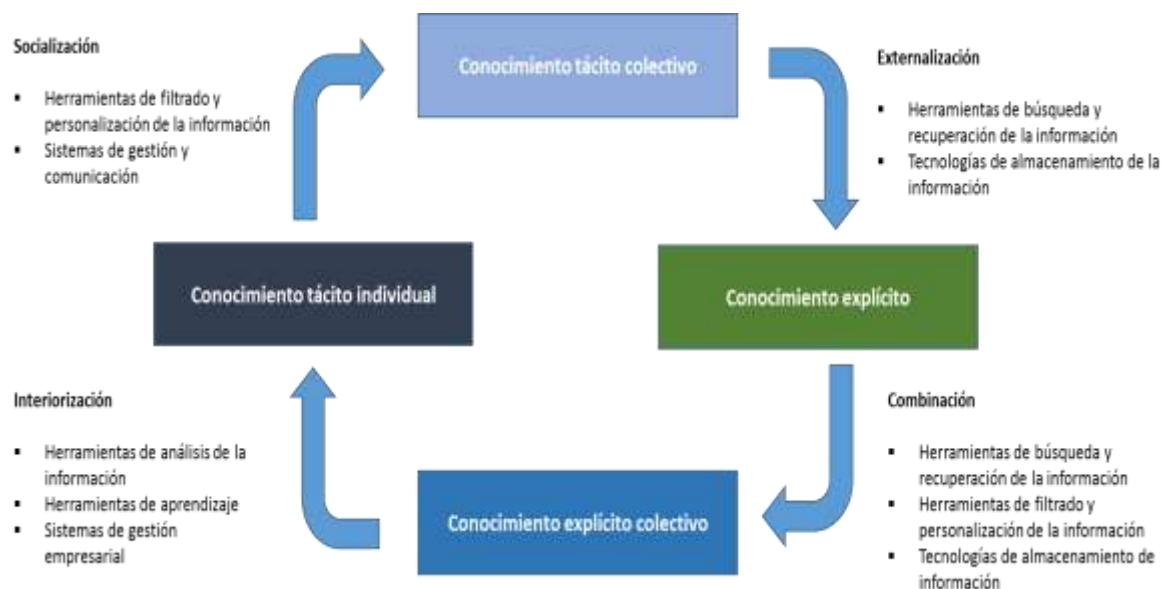 Socialización
▪ Herramientas de filtrado y
personalización de la información
▪ Sistemas de gestión y
comunicación
Conocimiento tácito colectivo
Externalización
▪ Herramientas de búsqueda y
recuperación de la información
▪ Tecnologías de almacenamiento de la
información
Conocimiento tácito individual
Conocimiento explícito
Interiorización
▪ Herramientas de análisis de la
información
▪ Herramientas de aprendizaje
▪ Sistemas de gestión
empresarial
Conocimiento explícito colectivo
Combinación
▪ Herramientas de búsqueda y
recuperación de la información
▪ Herramientas de filtrado y
personalización de la información
▪ Tecnologías de almacenamiento de
información